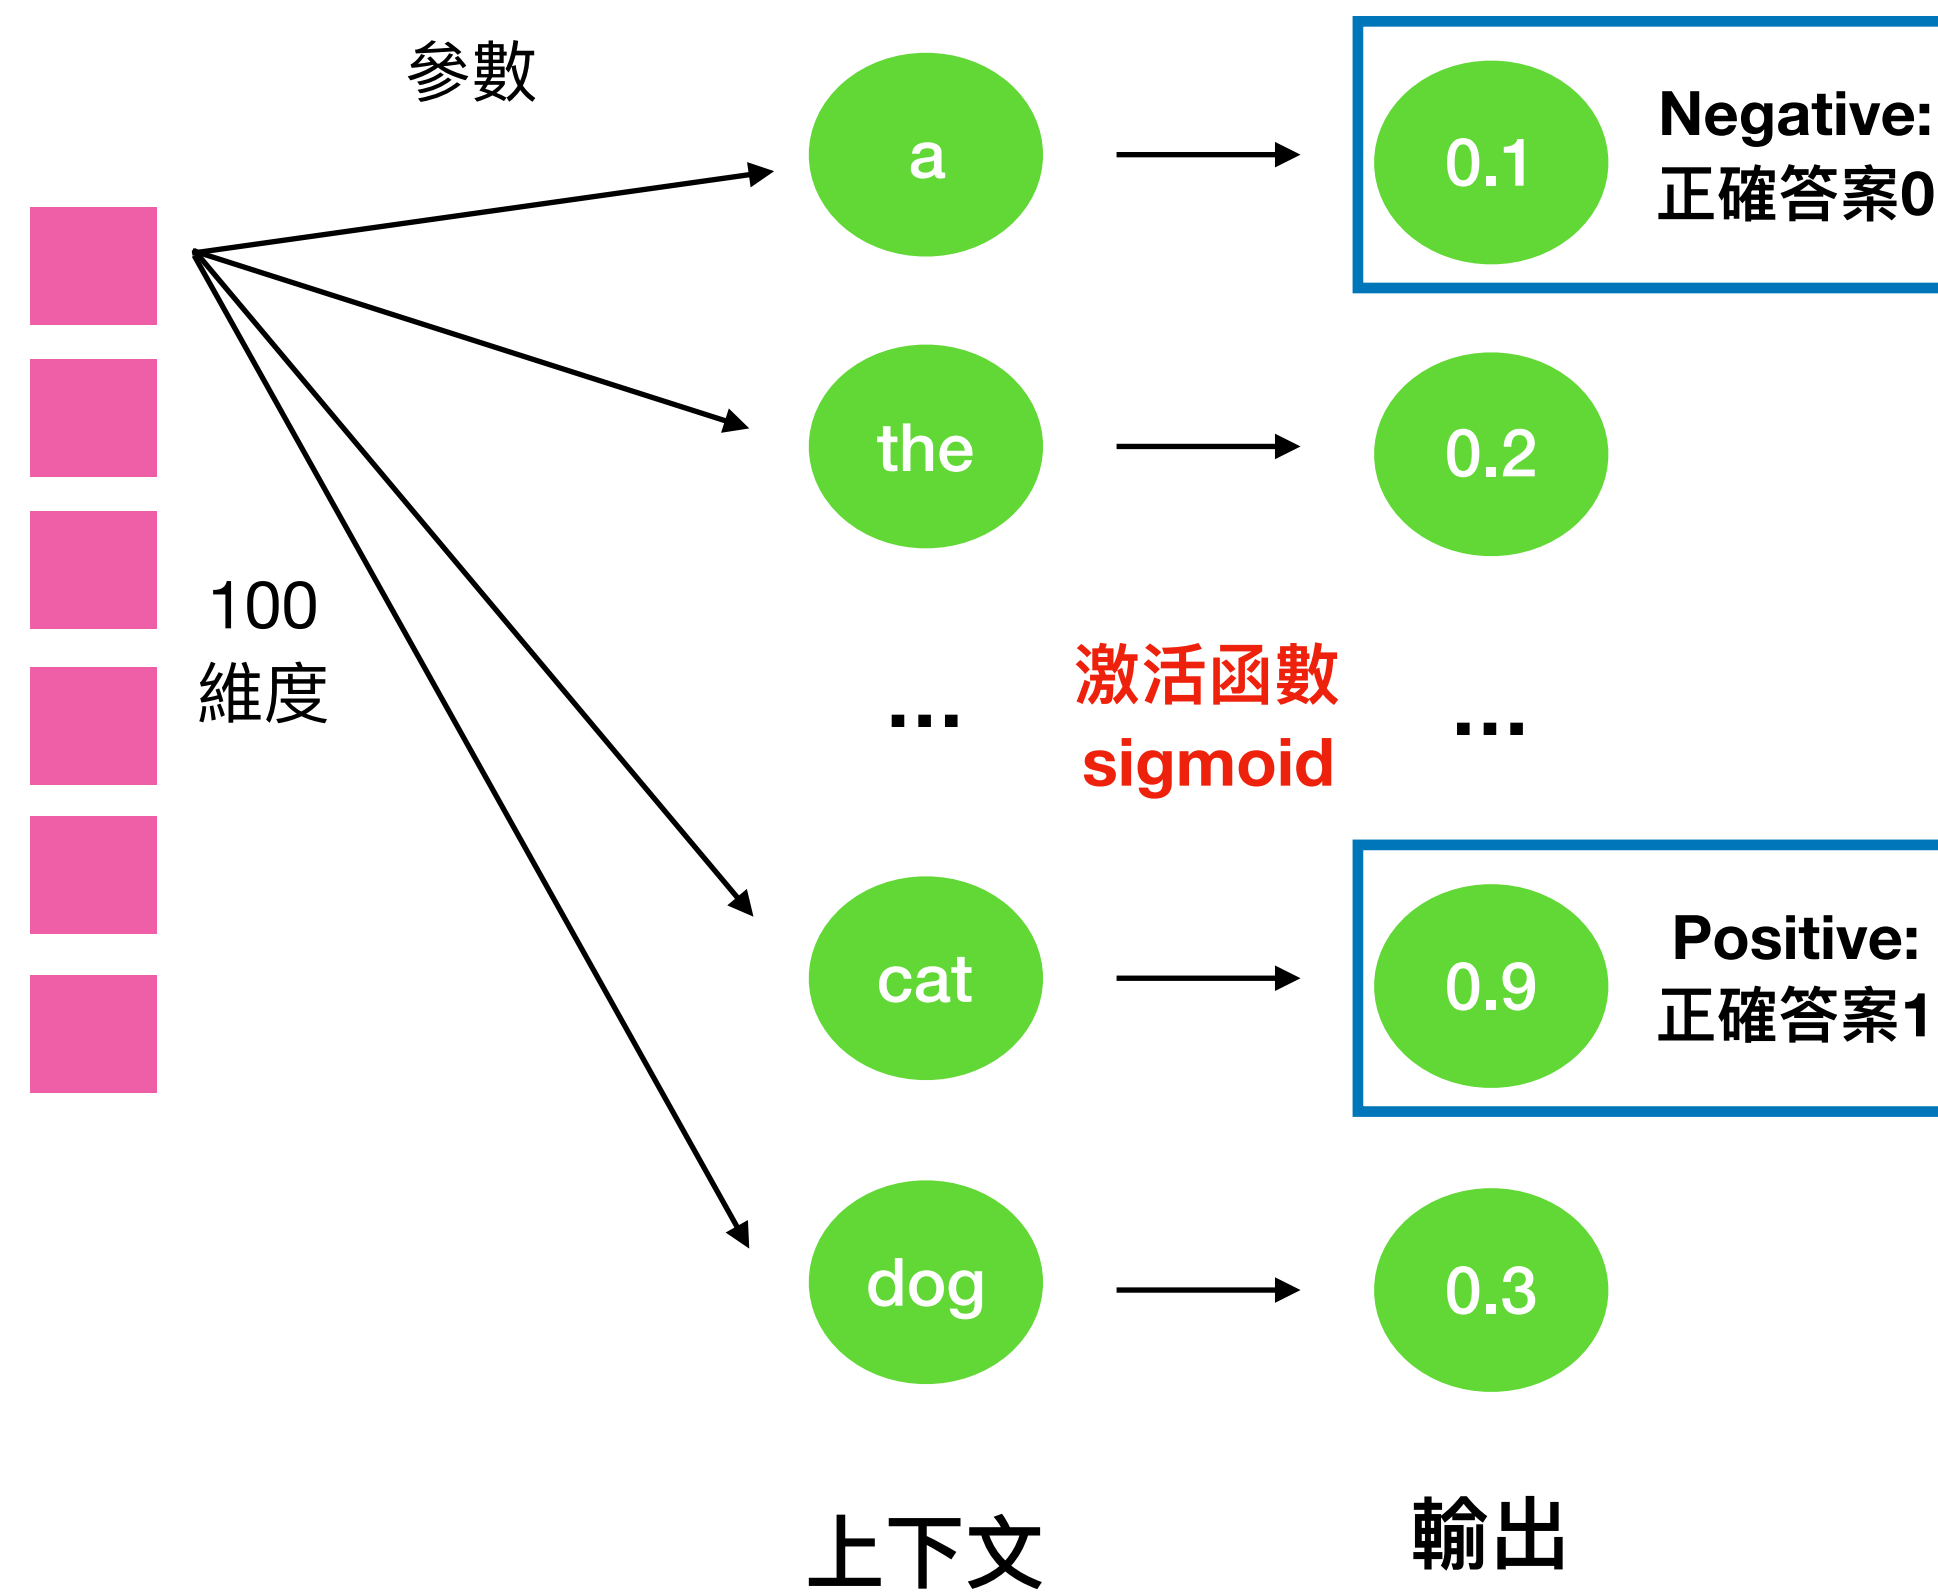 參數
a
0.1
Negative:
正確答案0
the
0.2
100
維度
...
激活函數
sigmoid
...
cat
0.9
Positive:
正確答案1
dog
0.3
上下文
輸出